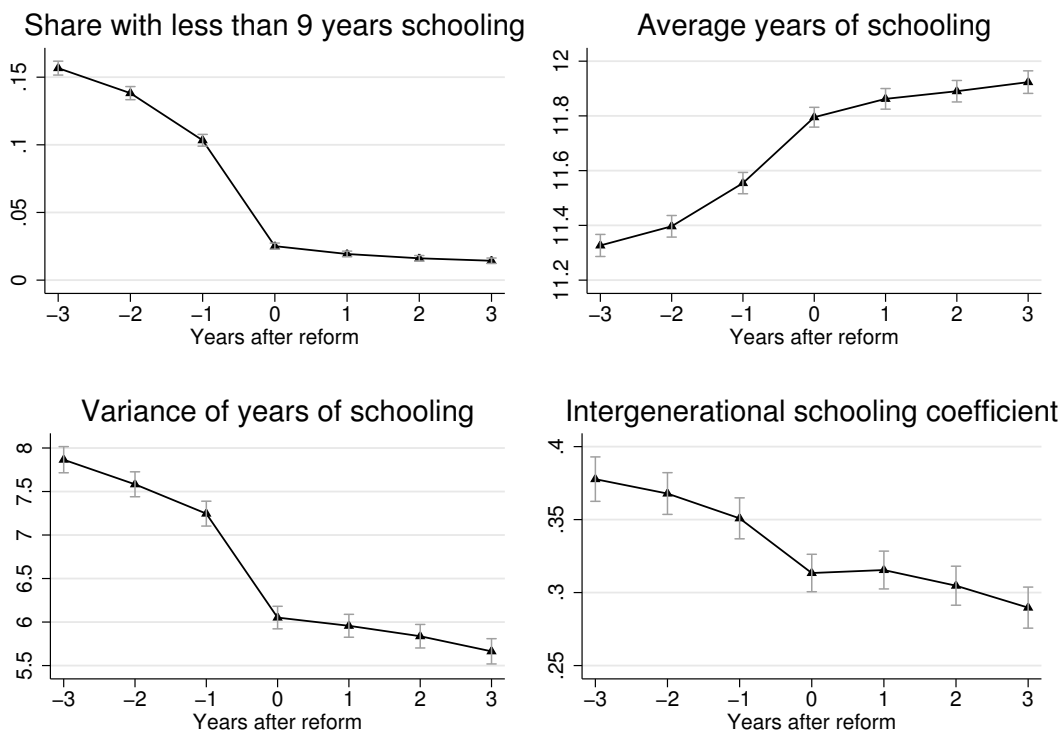 Share with less than 9 years schooling
.15
.1
.05
0
−3 −2 −1 0 1 2 3
Years after reform
Average years of schooling
12
11.8
11.6
11.4
11.2
−3 −2 −1 0 1 2 3
Years after reform
Variance of years of schooling
8
7.5
7
6.5
6
5.5
−3 −2 −1 0 1 2 3
Years after reform
Intergenerational schooling coefficient
.4
.35
.3
.25
−3 −2 −1 0 1 2 3
Years after reform